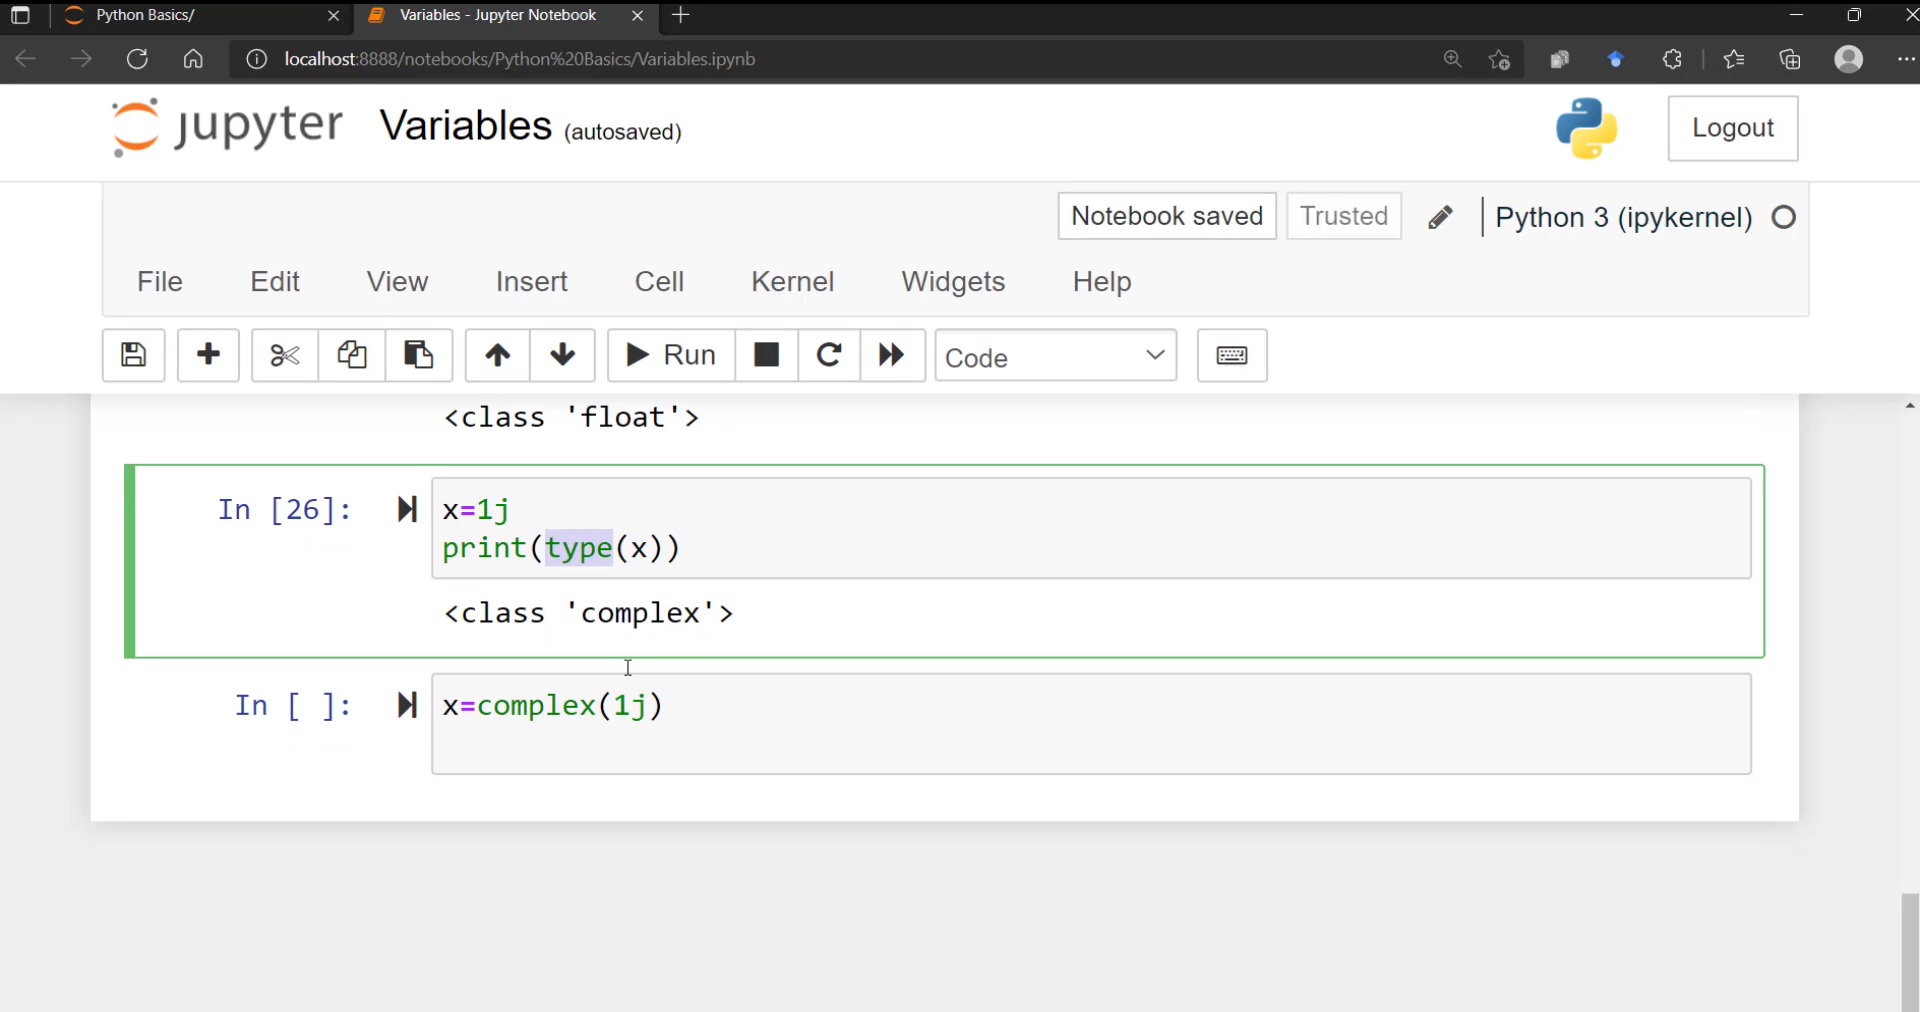 Python Basics/
Variables - Jupyter Notebook
localhost:8888/notebooks/Python%20Basics/Variables.ipynb
jupyter Variables (autosaved)
Logout
Notebook saved Trusted Python 3 (ipykernel)
File Edit View Insert Cell Kernel Widgets Help
Run Code
<class 'float'>
In [26]: x=1j
print(type(x))
<class 'complex'>
In [ ]: x=complex(1j)